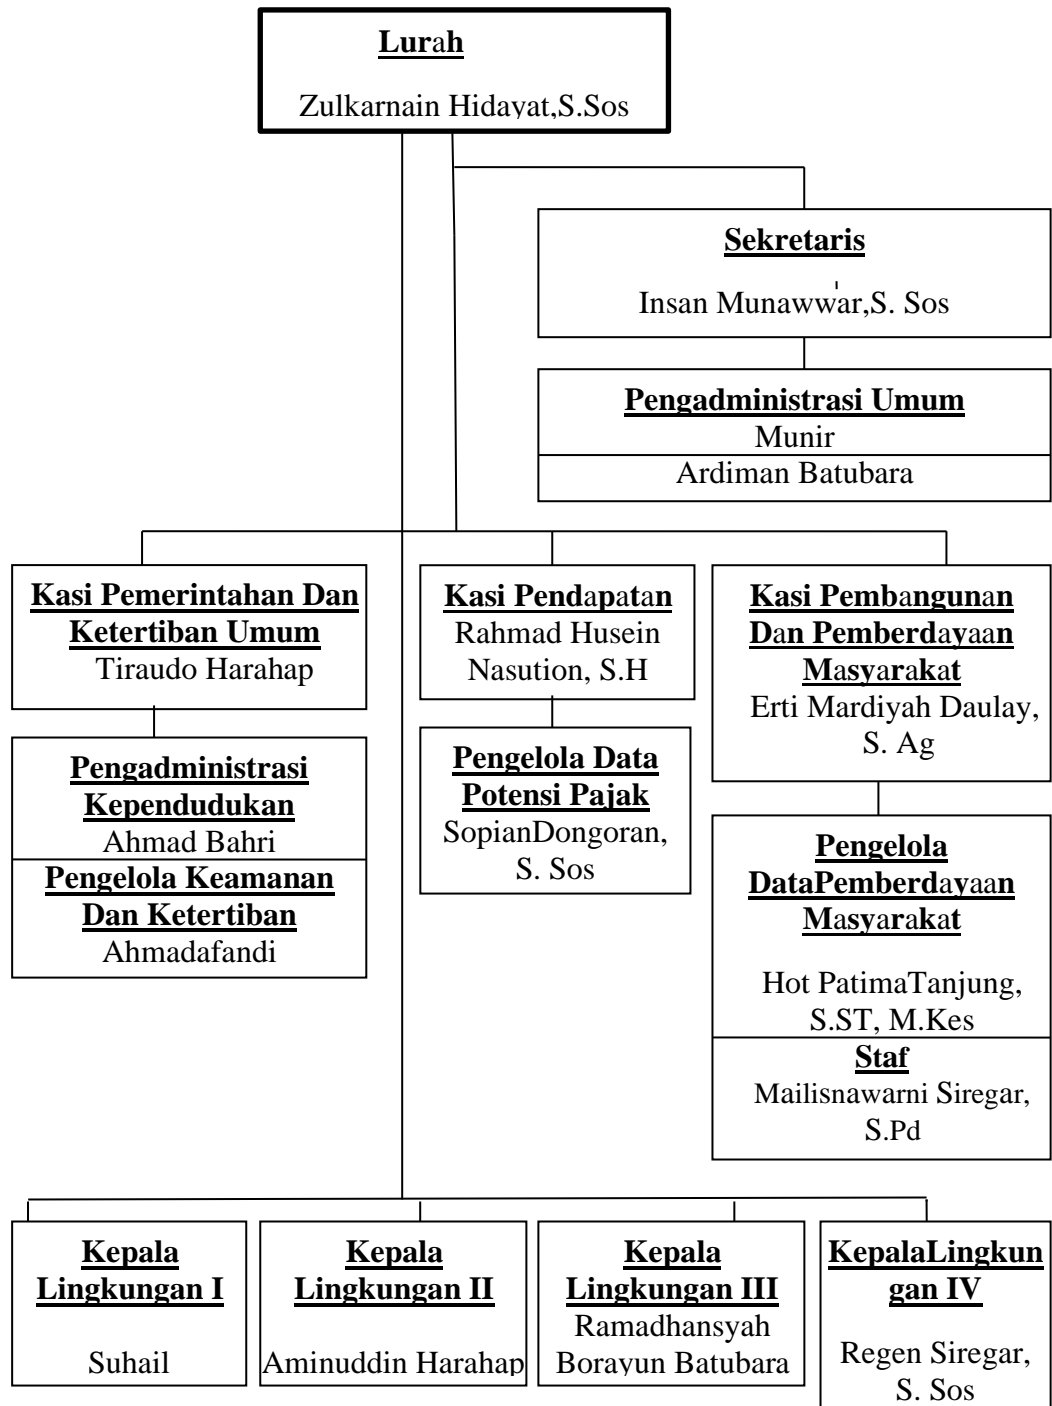 Lurah
Zulkarnain Hidayat,S.Sos
Sekretaris
Insan Munawwar,S. Sos
Pengadministrasi Umum
Munir
Ardiman Batubara
Kasi Pemerintahan Dan
Ketertiban Umum
Tiraudo Harahap
Pengadministrasi
Kependudukan
Ahmad Bahri
Pengelola Keamanan
Dan Ketertiban
Ahmadafandi
Kasi Pendapatan
Rahmad Husein
Nasution, S.H
Pengelola Data
Potensi Pajak
SopianDongoran,
S. Sos
Kasi Pembangunan
Dan Pemberdayaan
Masyarakat
Erti Mardiyah Daulay,
S. Ag
Pengelola
DataPemberdayaan
Masyarakat
Hot PatimaTanjung,
S.ST, M.Kes
Staf
Mailisnawarni Siregar,
S.Pd
Kepala
Lingkungan I
Suhail
Kepala
Lingkungan II
Aminuddin Harahap
Kepala
Lingkungan III
Ramadhansyah
Borayun Batubara
KepalaLingkun
gan IV
Regen Siregar,
S. Sos